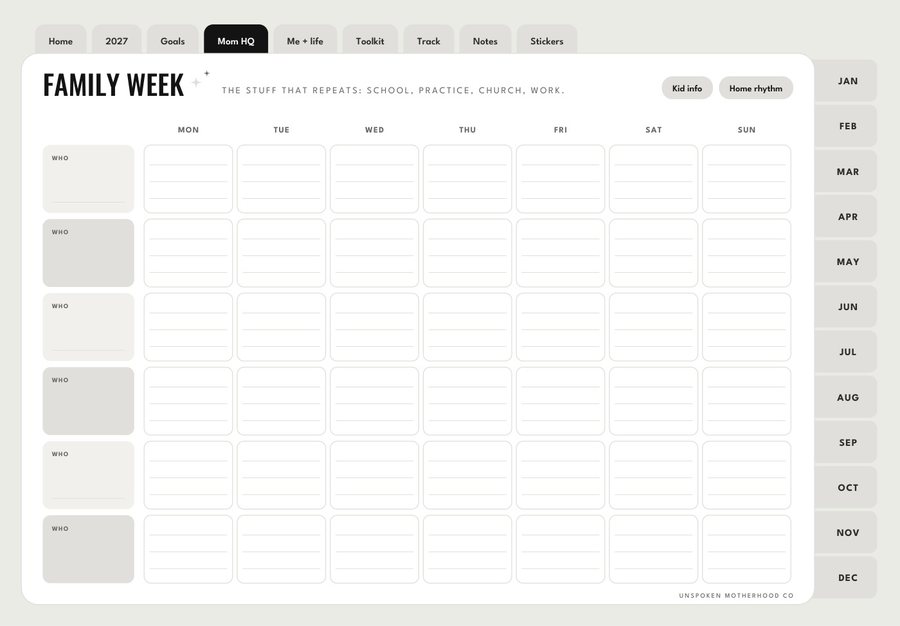 Home 2027 Goals Mom HQ Me + life Toolkit Track Notes Stickers
FAMILY WEEK
THE STUFF THAT REPEATS: SCHOOL, PRACTICE, CHURCH, WORK.
Kid info Home rhythm
MON TUE WED THU FRI SAT SUN
WHO
WHO
WHO
WHO
WHO
WHO
UNSPOKEN MOTHERHOOD CO
JAN
FEB
MAR
APR
MAY
JUN
JUL
AUG
SEP
OCT
NOV
DEC